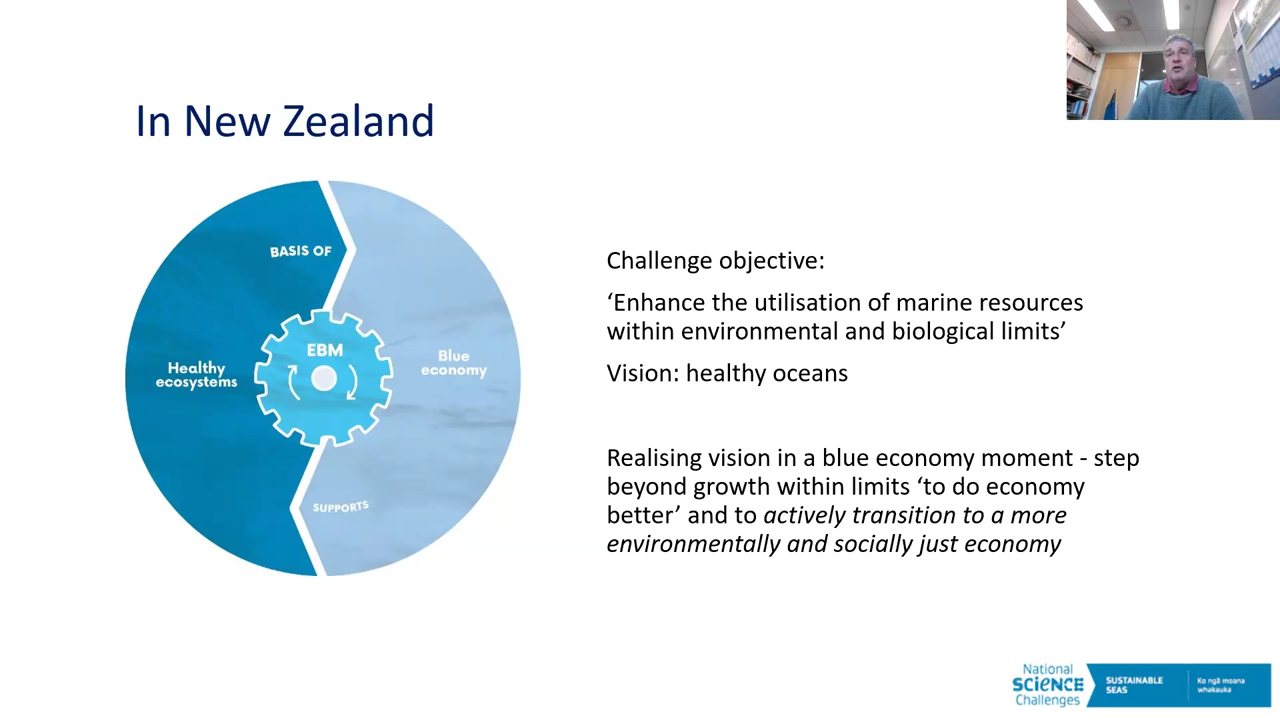 In New Zealand
BASIS OF
EBM
Healthy
ecosystems
Blue
economy
SUPPORTS
Challenge objective:
‘Enhance the utilisation of marine resources
within environmental and biological limits’
Vision: healthy oceans
Realising vision in a blue economy moment - step
beyond growth within limits ‘to do economy
better’ and to actively transition to a more
environmentally and socially just economy
National
SCIENCE
Challenges
SUSTAINABLE
SEAS
Ko ngā moana
whakauka